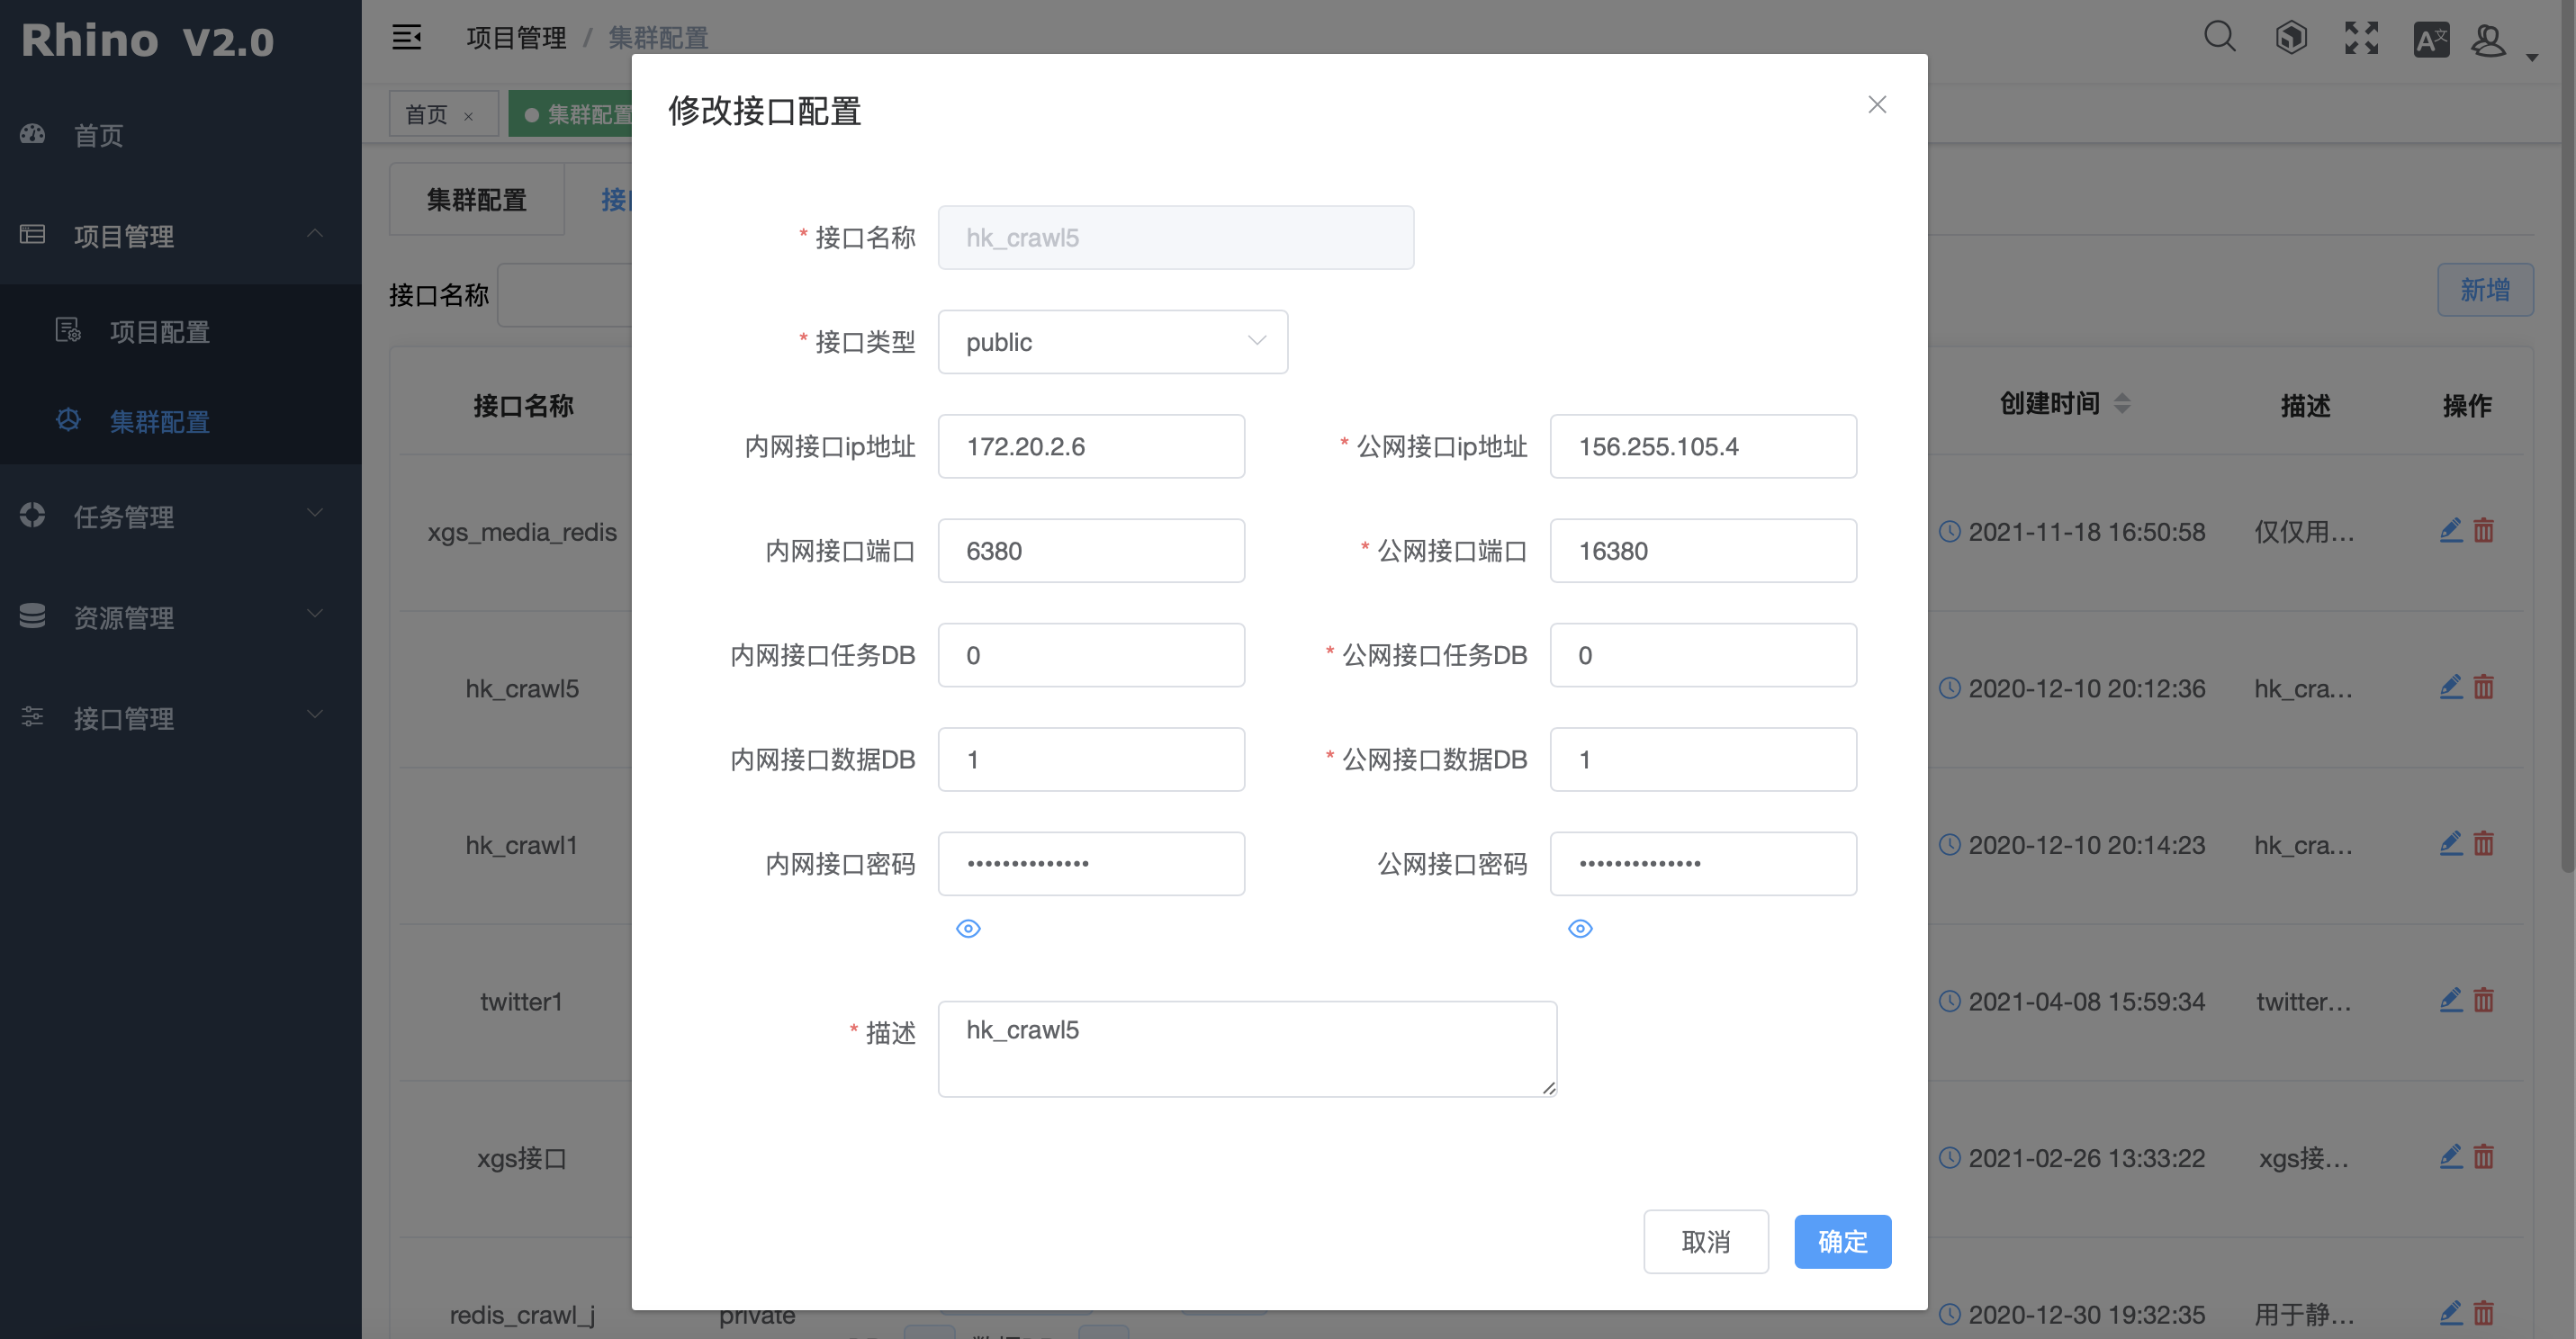 Rhino V2.0
首页
项目管理
项目配置
集群配置
任务管理
资源管理
接口管理
项目管理 / 集群配置
首页 ×
集群配置
集群配置
接口名称
新增
接口名称
创建时间
描述
操作
xgs_media_redis
2021-11-18 16:50:58
仅仅用...
hk_crawl5
2020-12-10 20:12:36
hk_cra...
hk_crawl1
2020-12-10 20:14:23
hk_cra...
twitter1
2021-04-08 15:59:34
twitter...
xgs接口
2021-02-26 13:33:22
xgs接...
redis_crawl_j
private
2020-12-30 19:32:35
用于静...
修改接口配置
* 接口名称 hk_crawl5
* 接口类型 public
内网接口ip地址 172.20.2.6
* 公网接口ip地址 156.255.105.4
内网接口端口 6380
* 公网接口端口 16380
内网接口任务DB 0
* 公网接口任务DB 0
内网接口数据DB 1
* 公网接口数据DB 1
内网接口密码 ••••••••••••••
公网接口密码 ••••••••••••••
* 描述 hk_crawl5
取消
确定